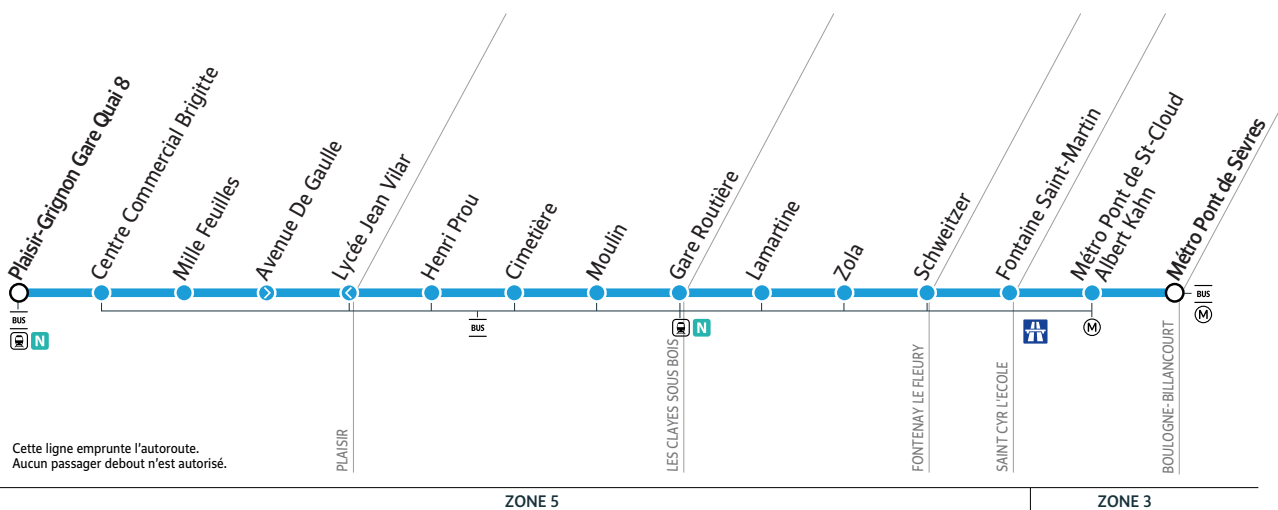 Plaisir-Grignon Gare Quai 8
Centre Commercial Brigitte
Mille Feuilles
Avenue De Gaulle
Lycée Jean Vilar
Henri Prou
Cimetière
Moulin
Gare Routière
Lamartine
Zola
Schweitzer
Fontaine Saint-Martin
Métro Pont de St-Cloud
Albert Kahn
Métro Pont de Sèvres
BUS
N
BUS
N
M
BUS
M
PLAISIR
LES CLAYES SOUS BOIS
FONTENAY LE FLEURY
SAINT CYR L'ECOLE
BOULOGNE-BILLANCOURT
Cette ligne emprunte l'autoroute.
Aucun passager debout n'est autorisé.
ZONE 5
ZONE 3